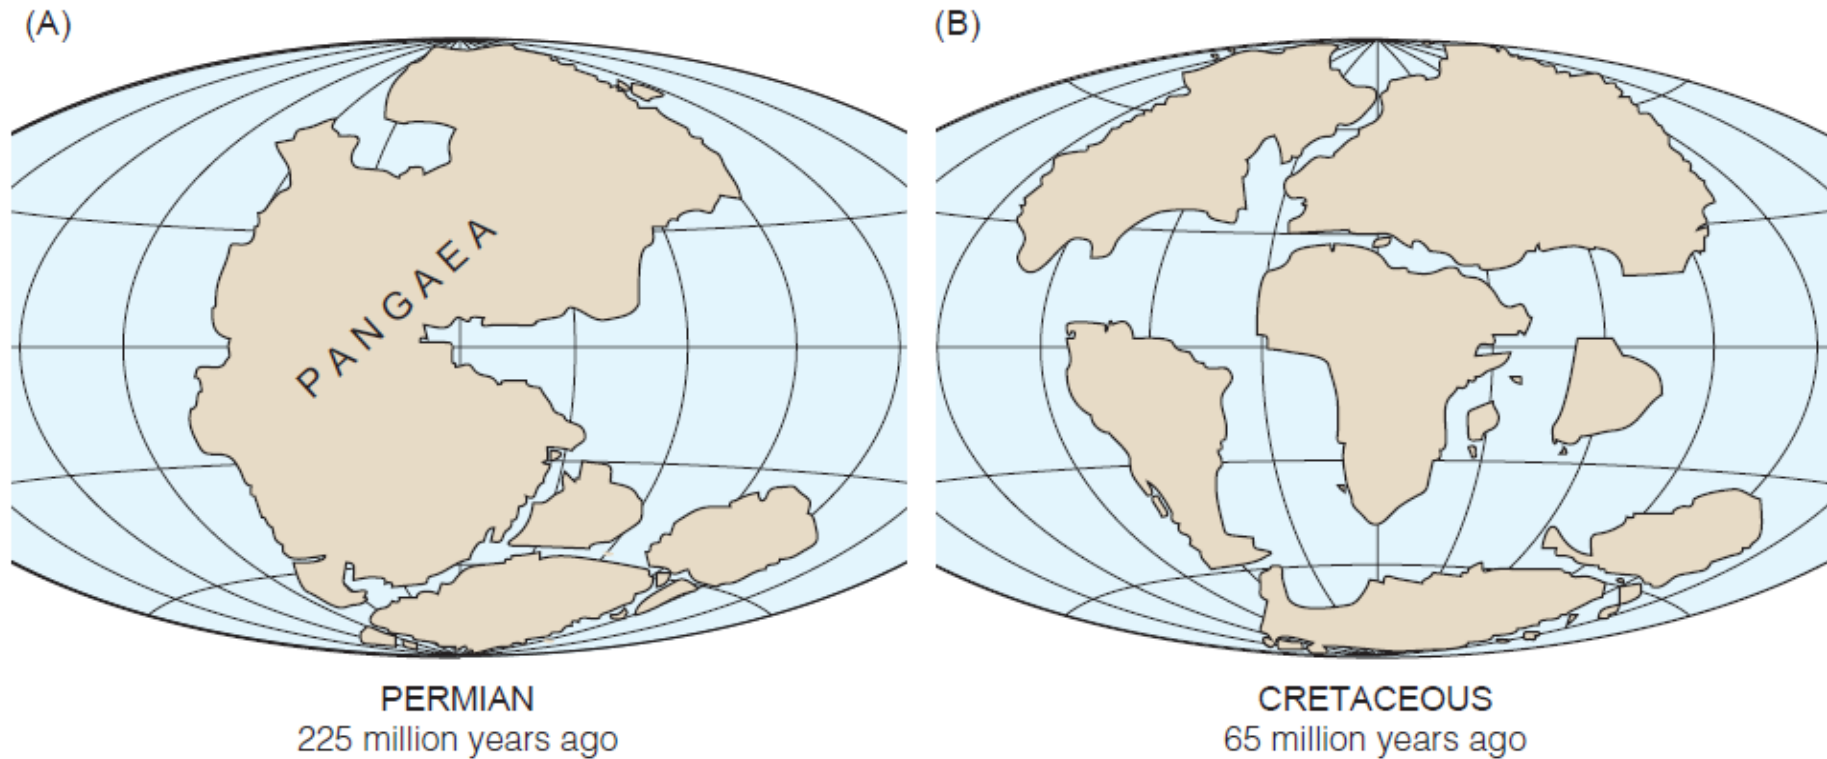 (A)
PANGAEA
PERMIAN
225 million years ago
(B)
CRETACEOUS
65 million years ago